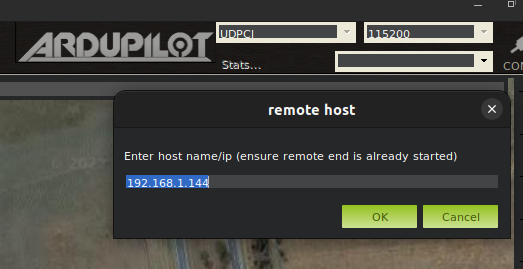 ARDUPILOT
UDPCl
115200
Stats...
CON
remote host
Enter host name/ip (ensure remote end is already started)
192.168.1.144
OK
Cancel